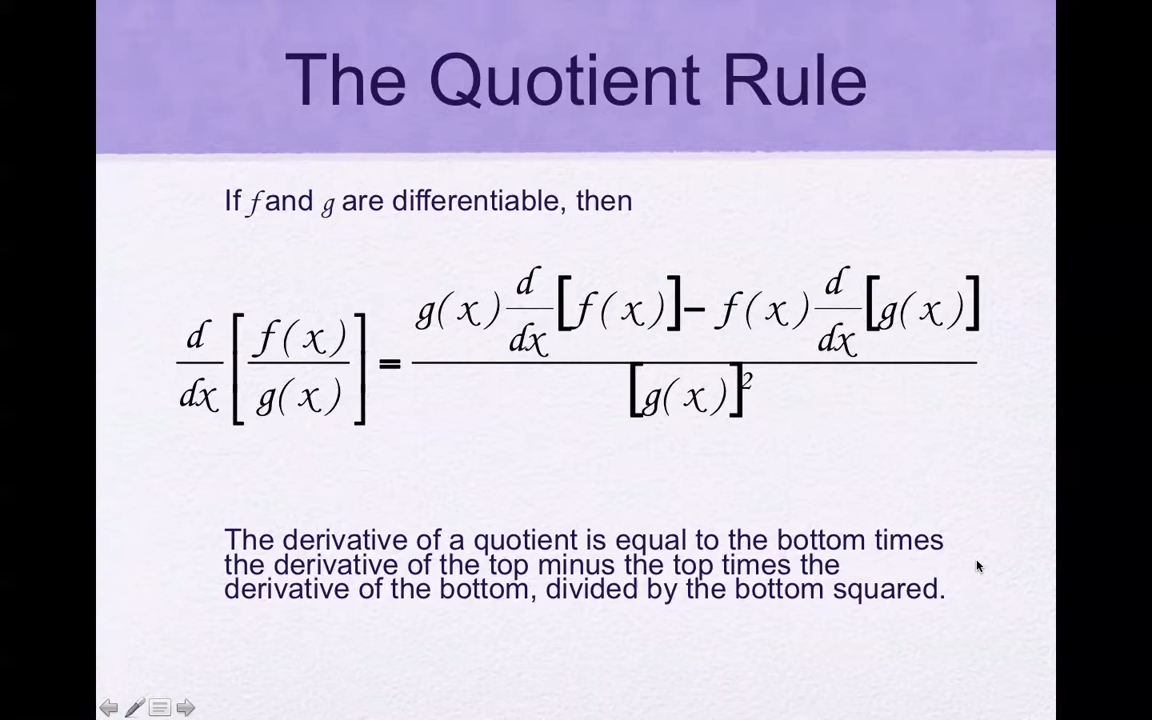 The Quotient Rule
If f and g are differentiable, then
d/dx [f(x)/g(x)] = (g(x) d/dx [f(x)] − f(x) d/dx [g(x)]) / [g(x)]²
The derivative of a quotient is equal to the bottom times
the derivative of the top minus the top times the
derivative of the bottom, divided by the bottom squared.